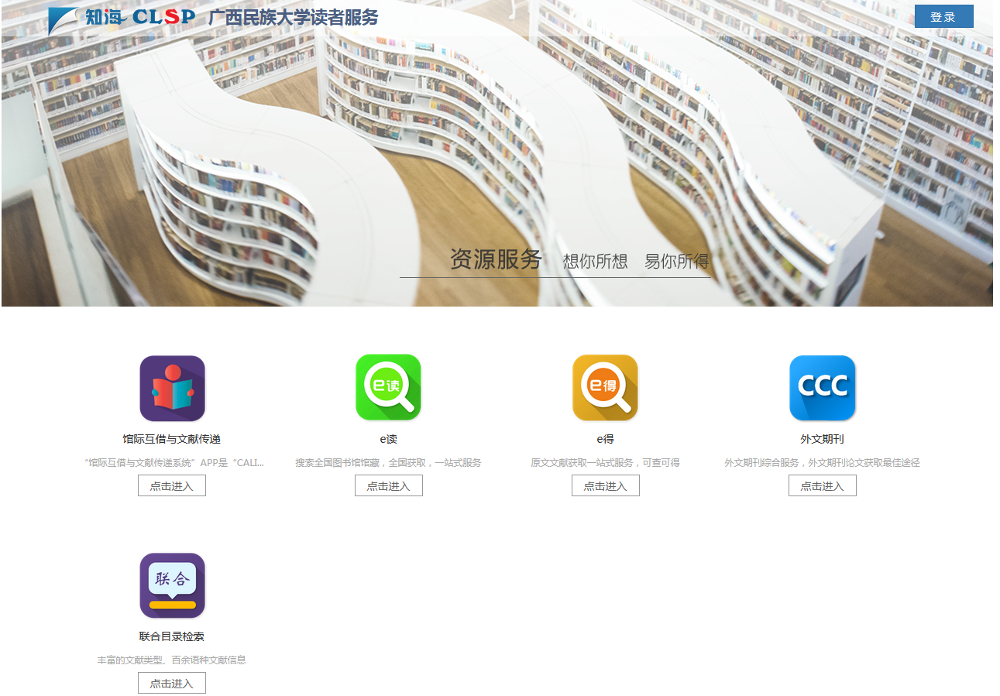 知海 CLSP 广西民族大学读者服务
登录
资源服务 想你所想 易你所得
e读
e得
CCC
馆际互借与文献传递
e读
e得
外文期刊
“馆际互借与文献传递系统”APP是“CALI...
搜索全国图书馆馆藏，全国获取，一站式服务
原文文献获取一站式服务，可查可得
外文期刊综合服务，外文期刊论文获取最佳途径
点击进入
点击进入
点击进入
点击进入
联合
联合目录检索
丰富的文献类型、百余语种文献信息
点击进入